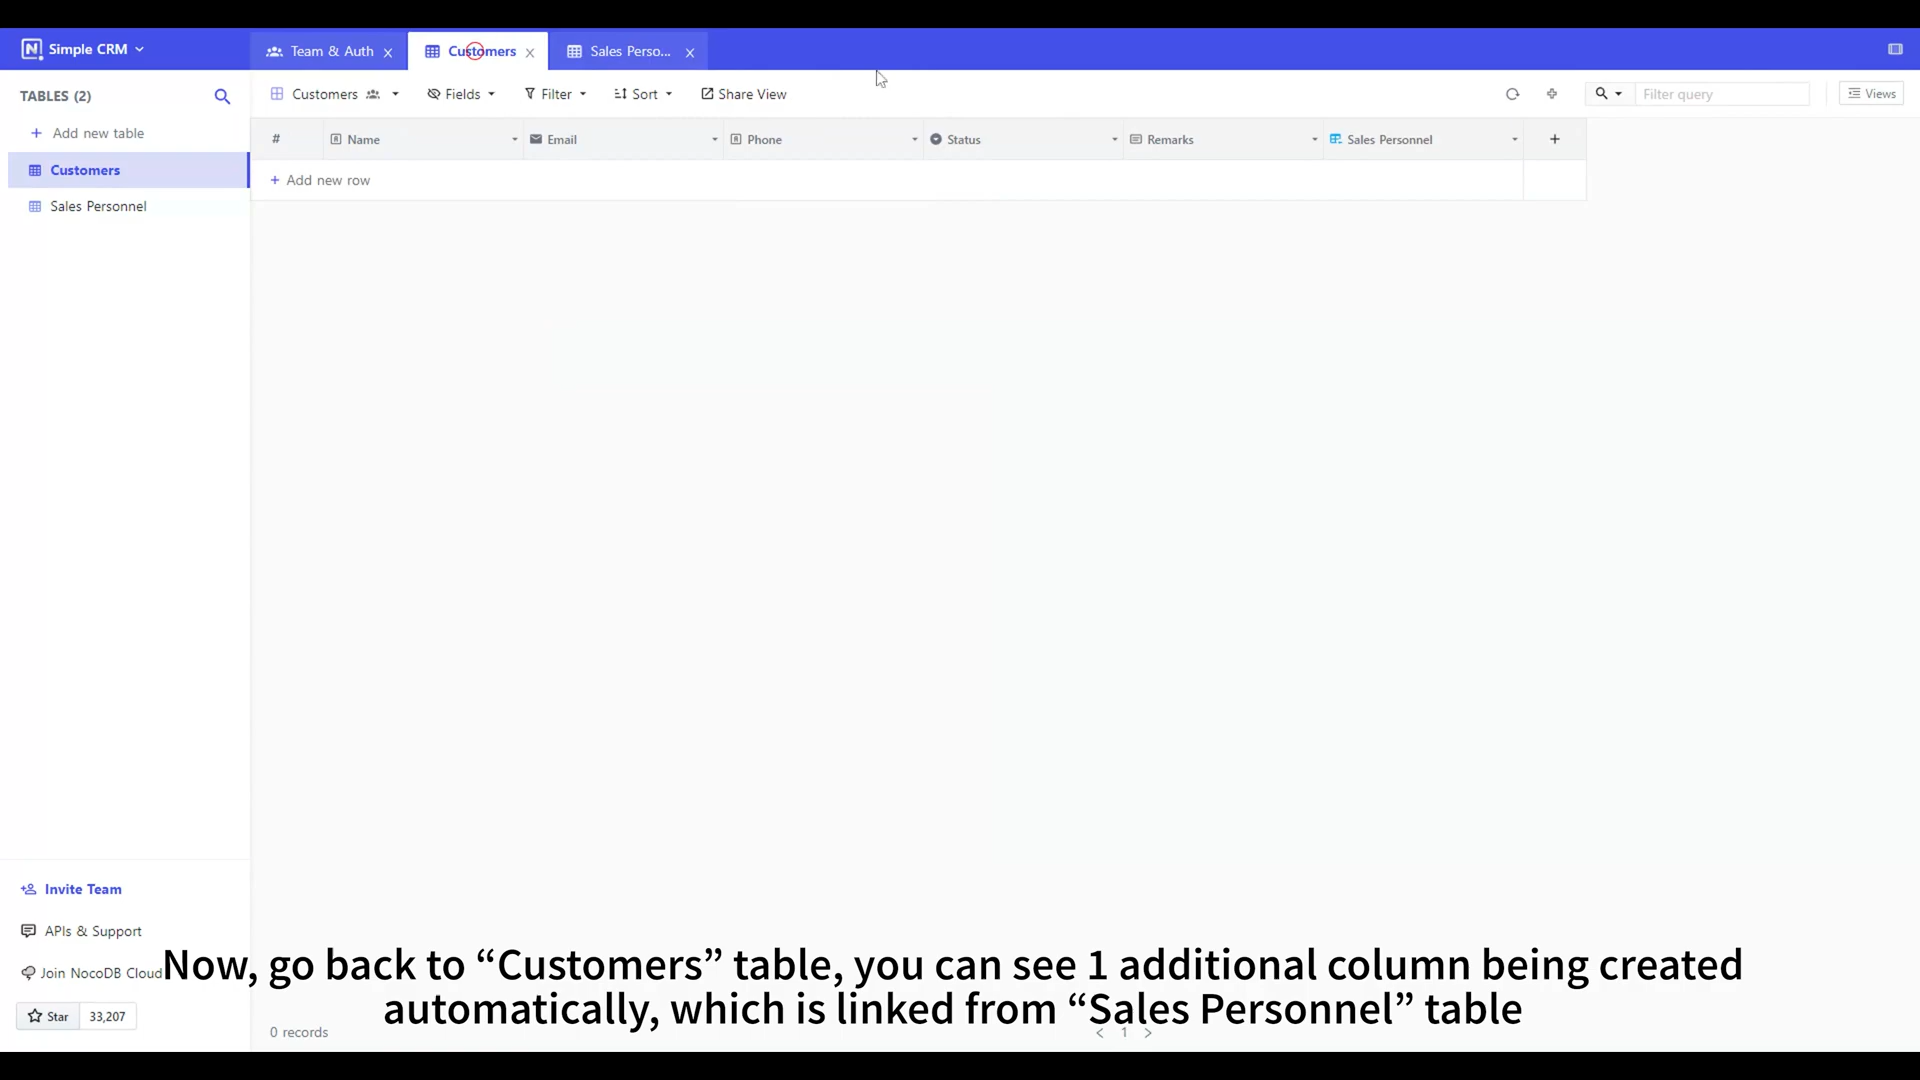 Simple CRM
Team & Auth
Customers
Sales Perso...
TABLES (2)
Customers
Fields
Filter
Sort
Share View
Filter query
Views
Add new table
# Name Email Phone Status Remarks Sales Personnel +
Customers
+ Add new row
Sales Personnel
Invite Team
APIs & Support
Join NocoDB Cloud
Now, go back to “Customers” table, you can see 1 additional column being created
automatically, which is linked from “Sales Personnel” table
Star 33,207
0 records
< 1 >